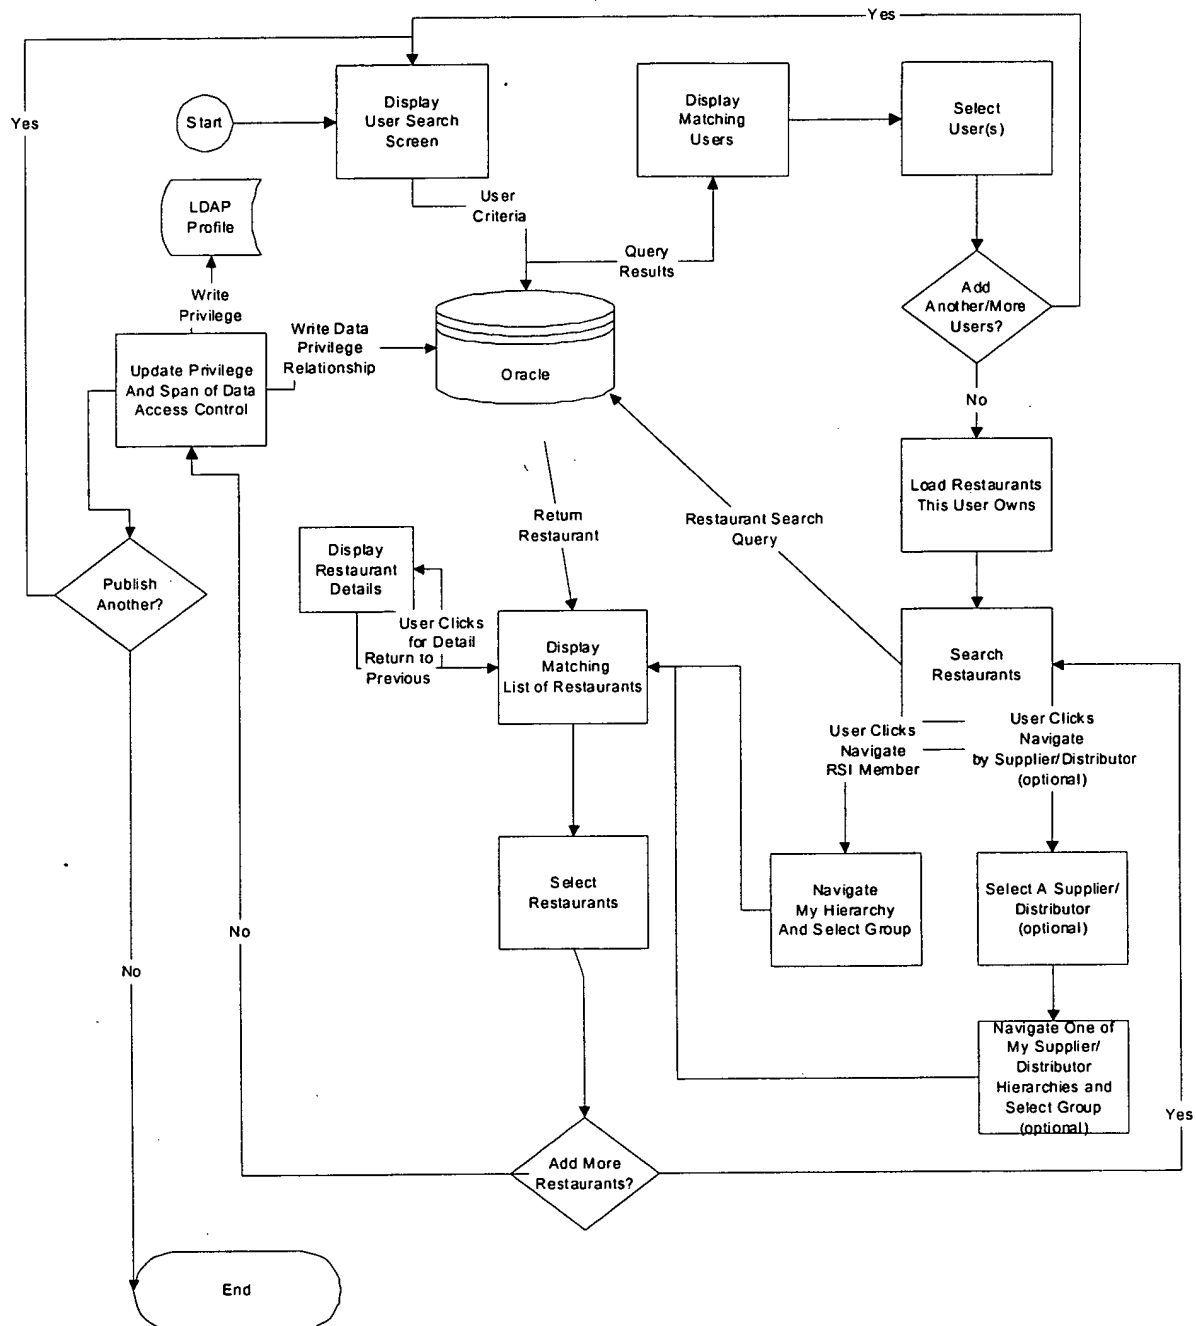 Yes
Yes
Start
Display
User Search
Screen
Display
Matching
Users
Select
User(s)
LDAP
Profile
User
Criteria
Query
Results
Write
Privilege
Write Data
Privilege
Relationship
Add
Another/More
Users?
Update Privilege
And Span of Data
Access Control
Oracle
No
Load Restaurants
This User Owns
Return
Restaurant
Restaurant Search
Query
Display
Restaurant
Details
Publish
Another?
User Clicks
for Detail
Return to
Previous
Display
Matching
List of Restaurants
Search
Restaurants
User Clicks
Navigate
RSI Member
User Clicks
Navigate
by Supplier/Distributor
(optional)
Select
Restaurants
Navigate
My Hierarchy
And Select Group
Select A Supplier/
Distributor
(optional)
No
No
Navigate One of
My Supplier/
Distributor
Hierarchies and
Select Group
(optional)
Yes
Add More
Restaurants?
End